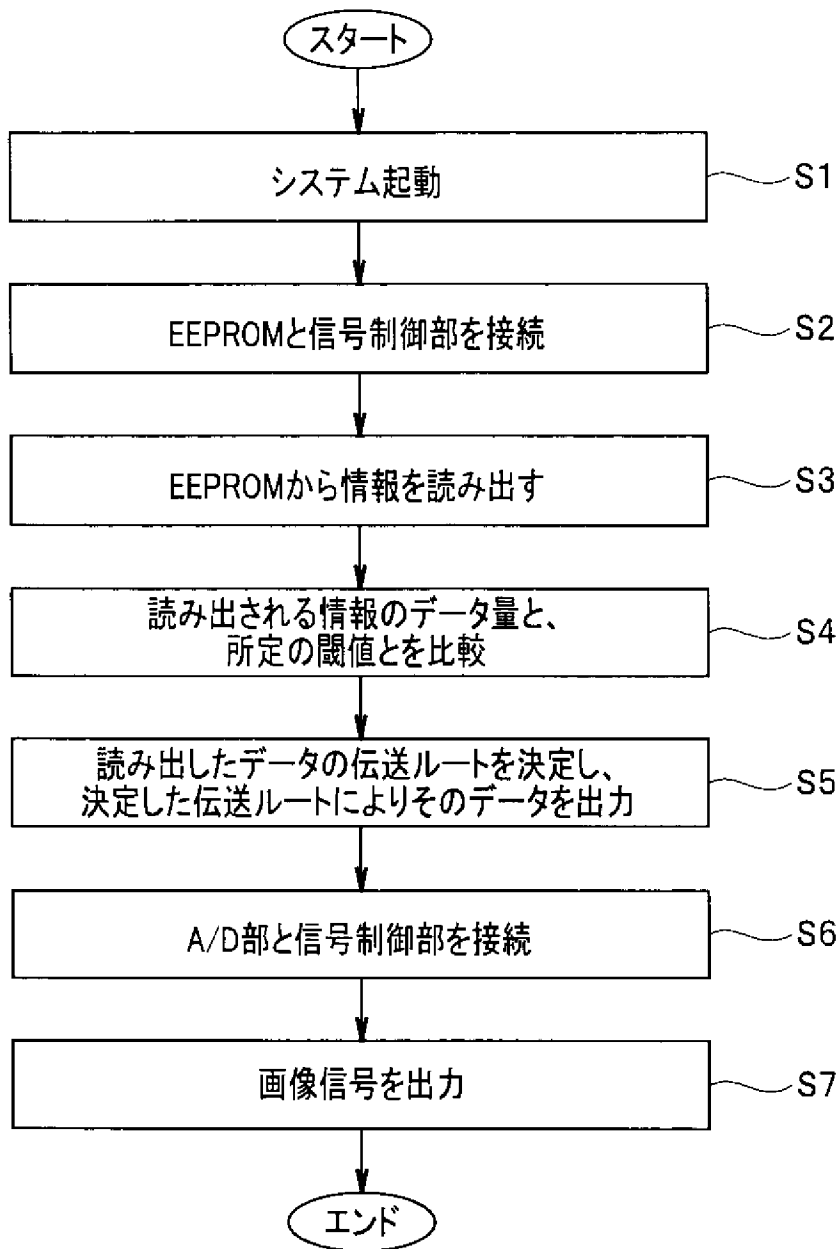 スタート
システム起動
S1
EEPROMと信号制御部を接続
S2
EEPROMから情報を読み出す
S3
読み出される情報のデータ量と、
所定の閾値とを比較
S4
読み出したデータの伝送ルートを決定し、
決定した伝送ルートによりそのデータを出力
S5
A/D部と信号制御部を接続
S6
画像信号を出力
S7
エンド